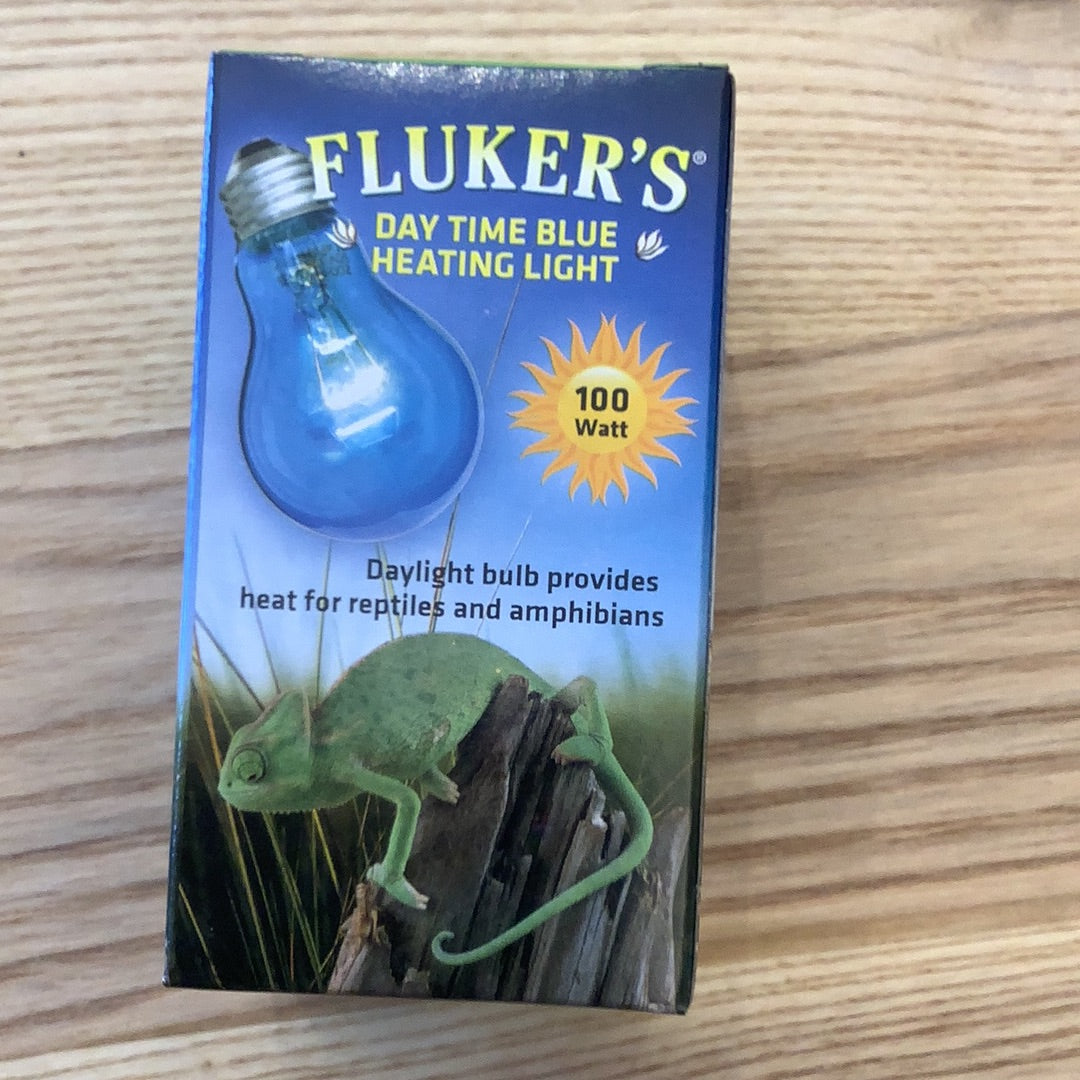 FLUKER'S®
DAY TIME BLUE
HEATING LIGHT
100
Watt
Daylight bulb provides
heat for reptiles and amphibians